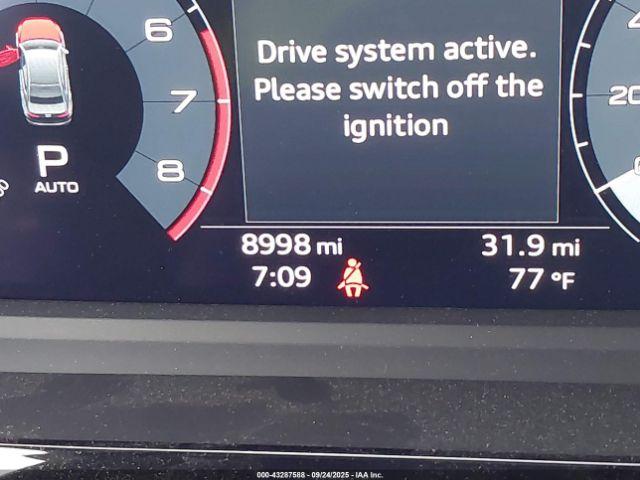 6
7
8
P
AUTO
Drive system active.
Please switch off the
ignition
20
8998 mi
31.9 mi
7:09
77 °F
000-43287588 - 09/24/2025 - IAA Inc.